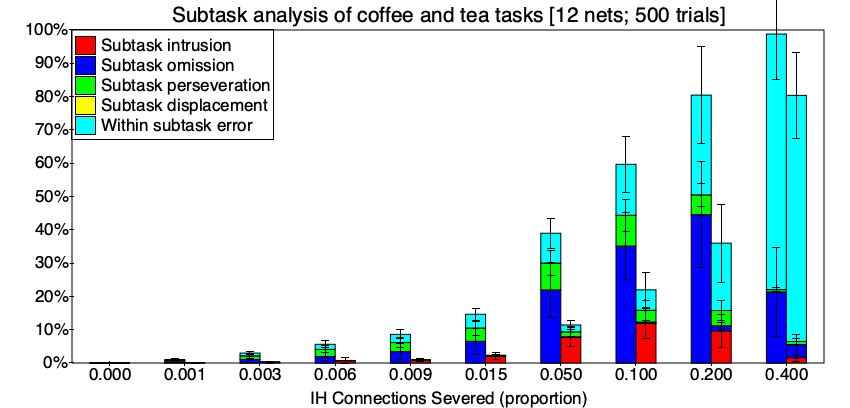 Subtask analysis of coffee and tea tasks [12 nets; 500 trials]
100%
90%
80%
70%
60%
50%
40%
30%
20%
10%
0%
Subtask intrusion
Subtask omission
Subtask perseveration
Subtask displacement
Within subtask error
0.000 0.001 0.003 0.006 0.009 0.015 0.050 0.100 0.200 0.400
IH Connections Severed (proportion)